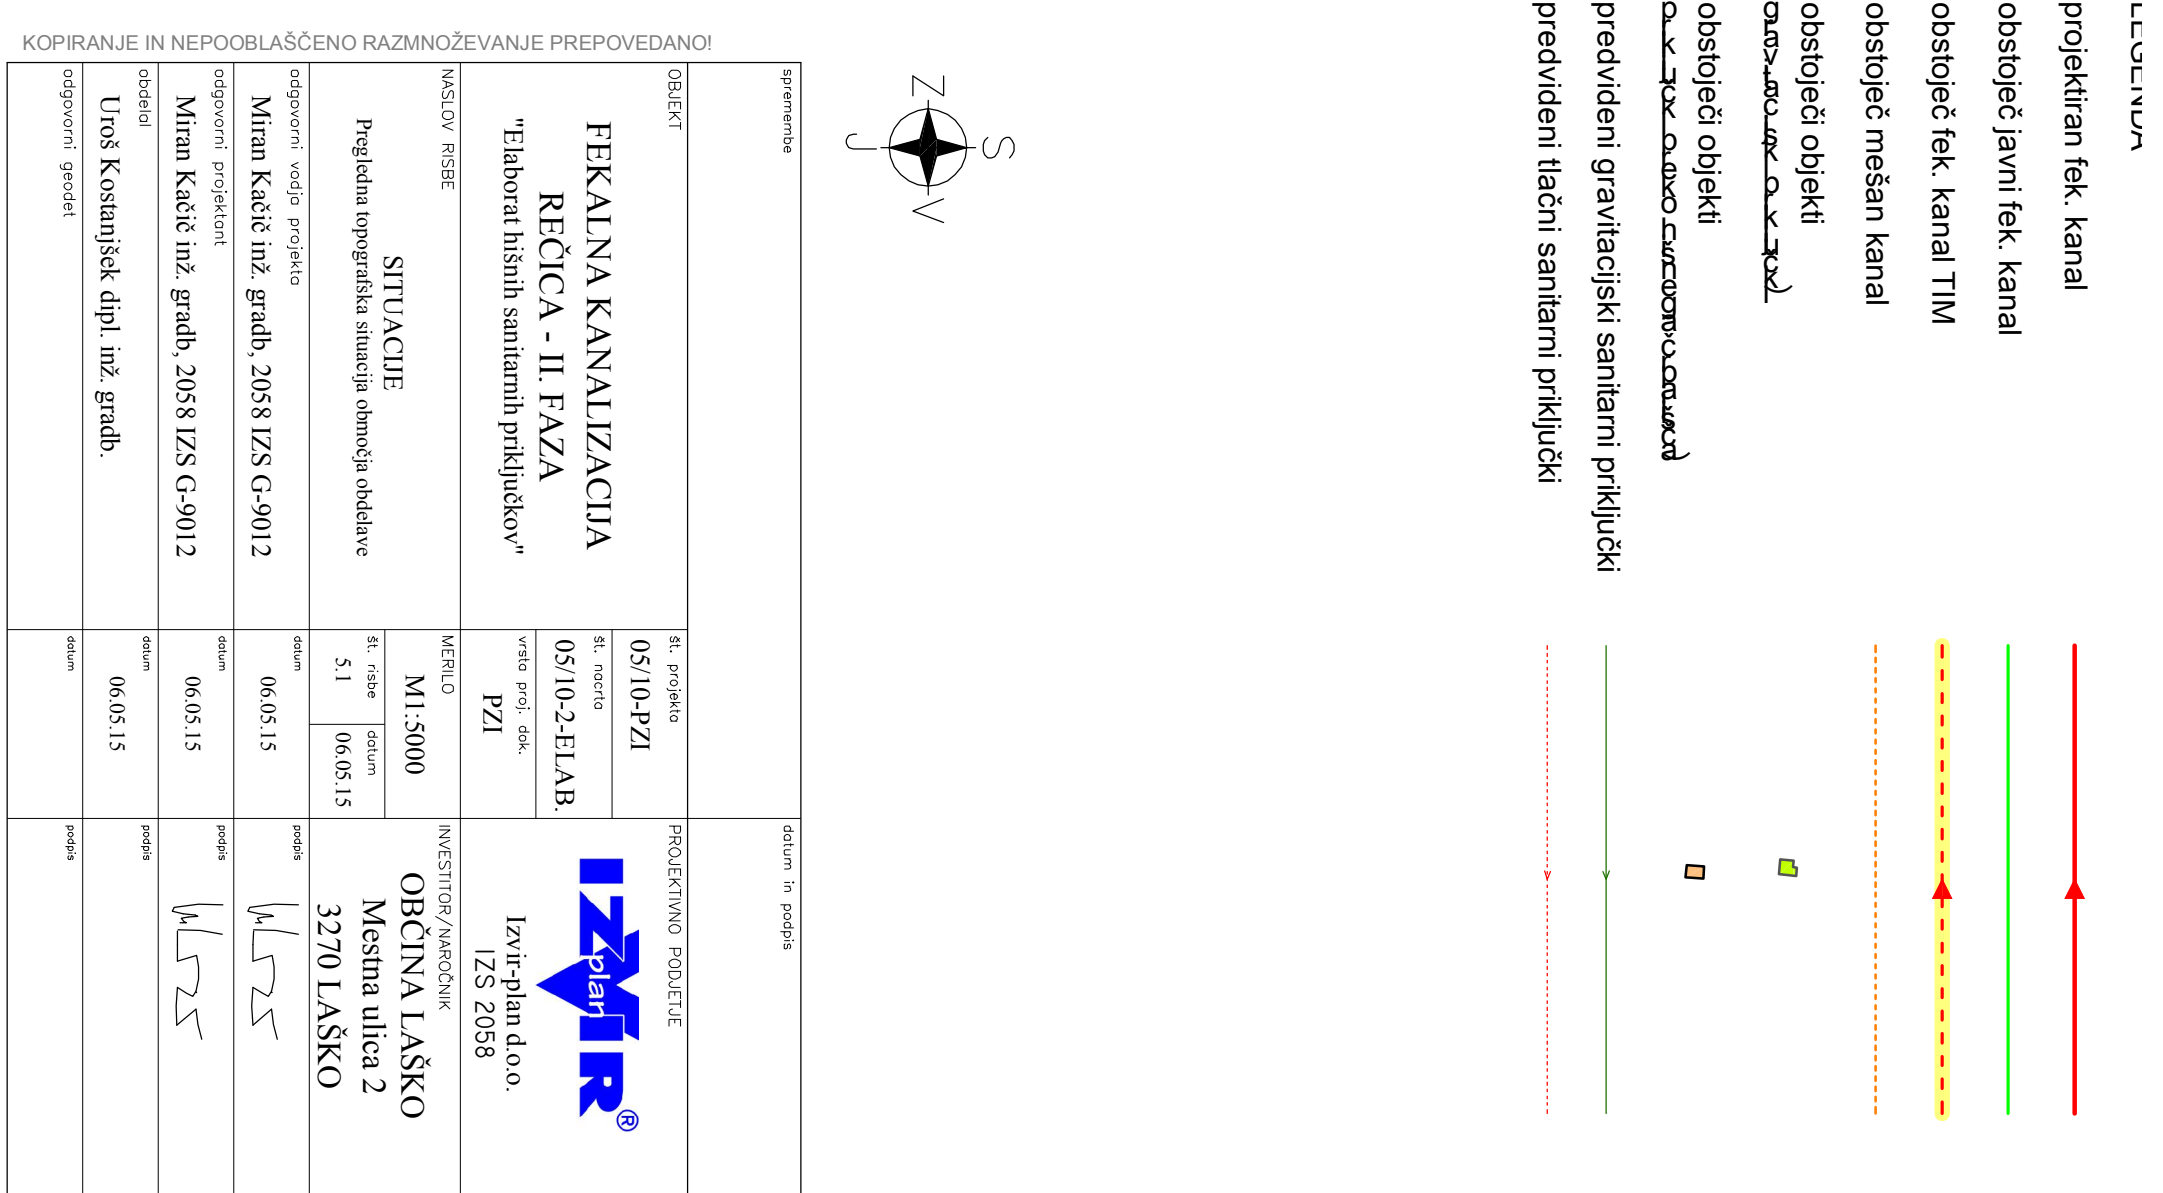 KOPIRANJE IN NEPOOBLAŠČENO RAZMNOŽEVANJE PREPOVEDANO!
LEGENDA
projektiran fek. kanal
obstoječ javni fek. kanal
obstoječ fek. kanal TIM
obstoječ mešan kanal
obstoječi objekti
obstoječi objekti
predvideni gravitacijski sanitarni priključki
predvideni tlačni sanitarni priključki
S
Z
V
J
spremembe
datum in podpis
OBJEKT
FEKALNA KANALIZACIJA
REČICA - II. FAZA
"Elaborat hišnih sanitarnih priključkov"
št. projekta
05/10-PZI
št. nacrta
05/10-2-ELAB.
vrsta proj. dok.
PZI
PROJEKTIVNO PODJETJE
IZVIR®
plan
Izvir-plan d.o.o.
IZS 2058
NASLOV RISBE
SITUACIJE
Pregledna topografska situacija območja obdelave
MERILO
M1:5000
št. risbe
5.1
datum
06.05.15
INVESTITOR/NAROČNIK
OBČINA LAŠKO
Mestna ulica 2
3270 LAŠKO
odgovorni vodja projekta
Miran Kačič inž. gradb, 2058 IZS G-9012
datum
06.05.15
podpis
odgovorni projektant
Miran Kačič inž. gradb, 2058 IZS G-9012
datum
06.05.15
podpis
obdelal
Uroš Kostanjšek dipl. inž. gradb.
datum
06.05.15
podpis
odgovorni geodet
datum
podpis